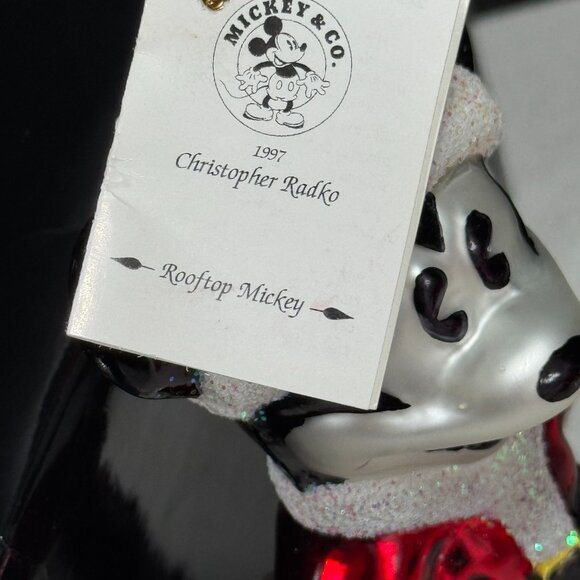 MICKEY & CO.
1997
Christopher Radko
Rooftop Mickey